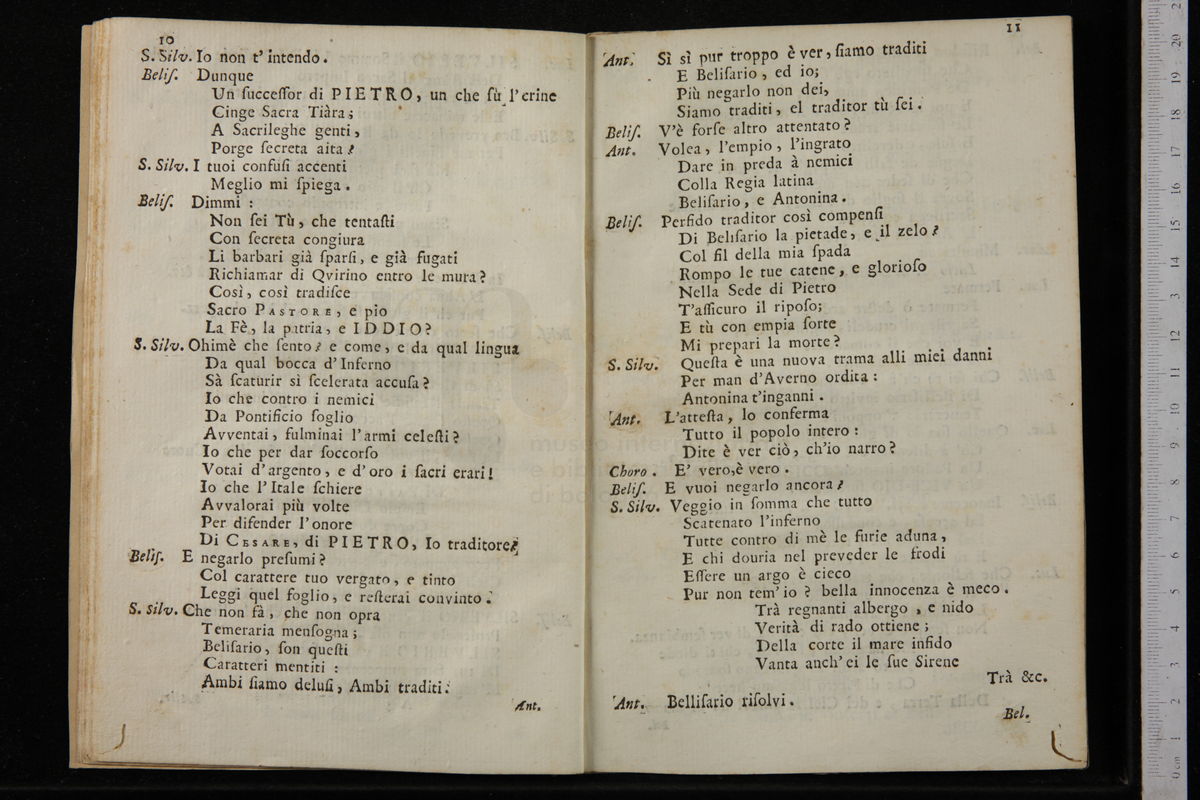 10
S. Silv. Io non t' intendo.
Beliſ. Dunque
Un ſucceſſor di PIETRO, un che ſù l'crine
Cinge Sacra Tiàra;
A Sacrileghe genti,
Porge ſecreta aita?
S. Silv. I tuoi confuſi accenti
Meglio mi ſpiega.
Beliſ. Dimmi:
Non ſei Tù, che tentaſti
Con ſecreta congiura
Li barbari già ſparſi, e già fugati
Richiamar di Qvirino entro le mura?
Così, così tradiſce
Sacro PASTORE, e pio
La Fè, la patria, e IDDIO?
S. Silv. Ohimè che ſento? e come, e da qual lingua
Da qual bocca d'Inferno
Sà ſcaturir sì ſcelerata accuſa?
Io che contro i nemici
Da Pontificio ſoglio
Avventai, fulminai l'armi celeſti?
Io che per dar ſoccorſo
Votai d'argento, e d'oro i ſacri erari!
Io che l'Itale ſchiere
Avvalorai più volte
Per difender l'onore
Di CESARE, di PIETRO, Io traditore?
Beliſ. E negarlo preſumi?
Col carattere tuo vergato, e tinto
Leggi quel foglio, e reſterai convinto.
S. Silv. Che non fà, che non opra
Temeraria menſogna;
Beliſario, ſon queſti
Caratteri mentiti:
Ambi ſiamo deluſi, Ambi traditi.
Ant.
11
Ant. Sì sì pur troppo è ver, ſiamo traditi
E Beliſario, ed io;
Più negarlo non dei,
Siamo traditi, el traditor tù ſei.
Beliſ. V'è forſe altro attentato?
Ant. Volea, l'empio, l'ingrato
Dare in preda à nemici
Colla Regia latina
Beliſario, e Antonina.
Beliſ. Perfido traditor così compenſi
Di Beliſario la pietade, e il zelo?
Col fil della mia ſpada
Rompo le tue catene, e glorioſo
Nella Sede di Pietro
T'aſſicuro il ripoſo;
E tù con empia ſorte
Mi prepari la morte?
S. Silv. Queſta è una nuova trama alli miei danni
Per man d'Averno ordita:
Antonina t'inganni.
Ant. L'atteſta, lo conferma
Tutto il popolo intero:
Dite è ver ciò, ch'io narro?
Choro. E' vero,è vero.
Beliſ. E vuoi negarlo ancora?
S. Silv. Veggio in ſomma che tutto
Scatenato l'inferno
Tutte contro di mè le furie aduna,
E chi douria nel preveder le frodi
Eſſere un argo è cieco
Pur non tem'io? bella innocenza è meco.
Trà regnanti albergo, e nido
Verità di rado ottiene;
Della corte il mare infido
Vanta anch'ei le ſue Sirene
Trà &c.
Ant. Belliſario riſolvi.
Bel.